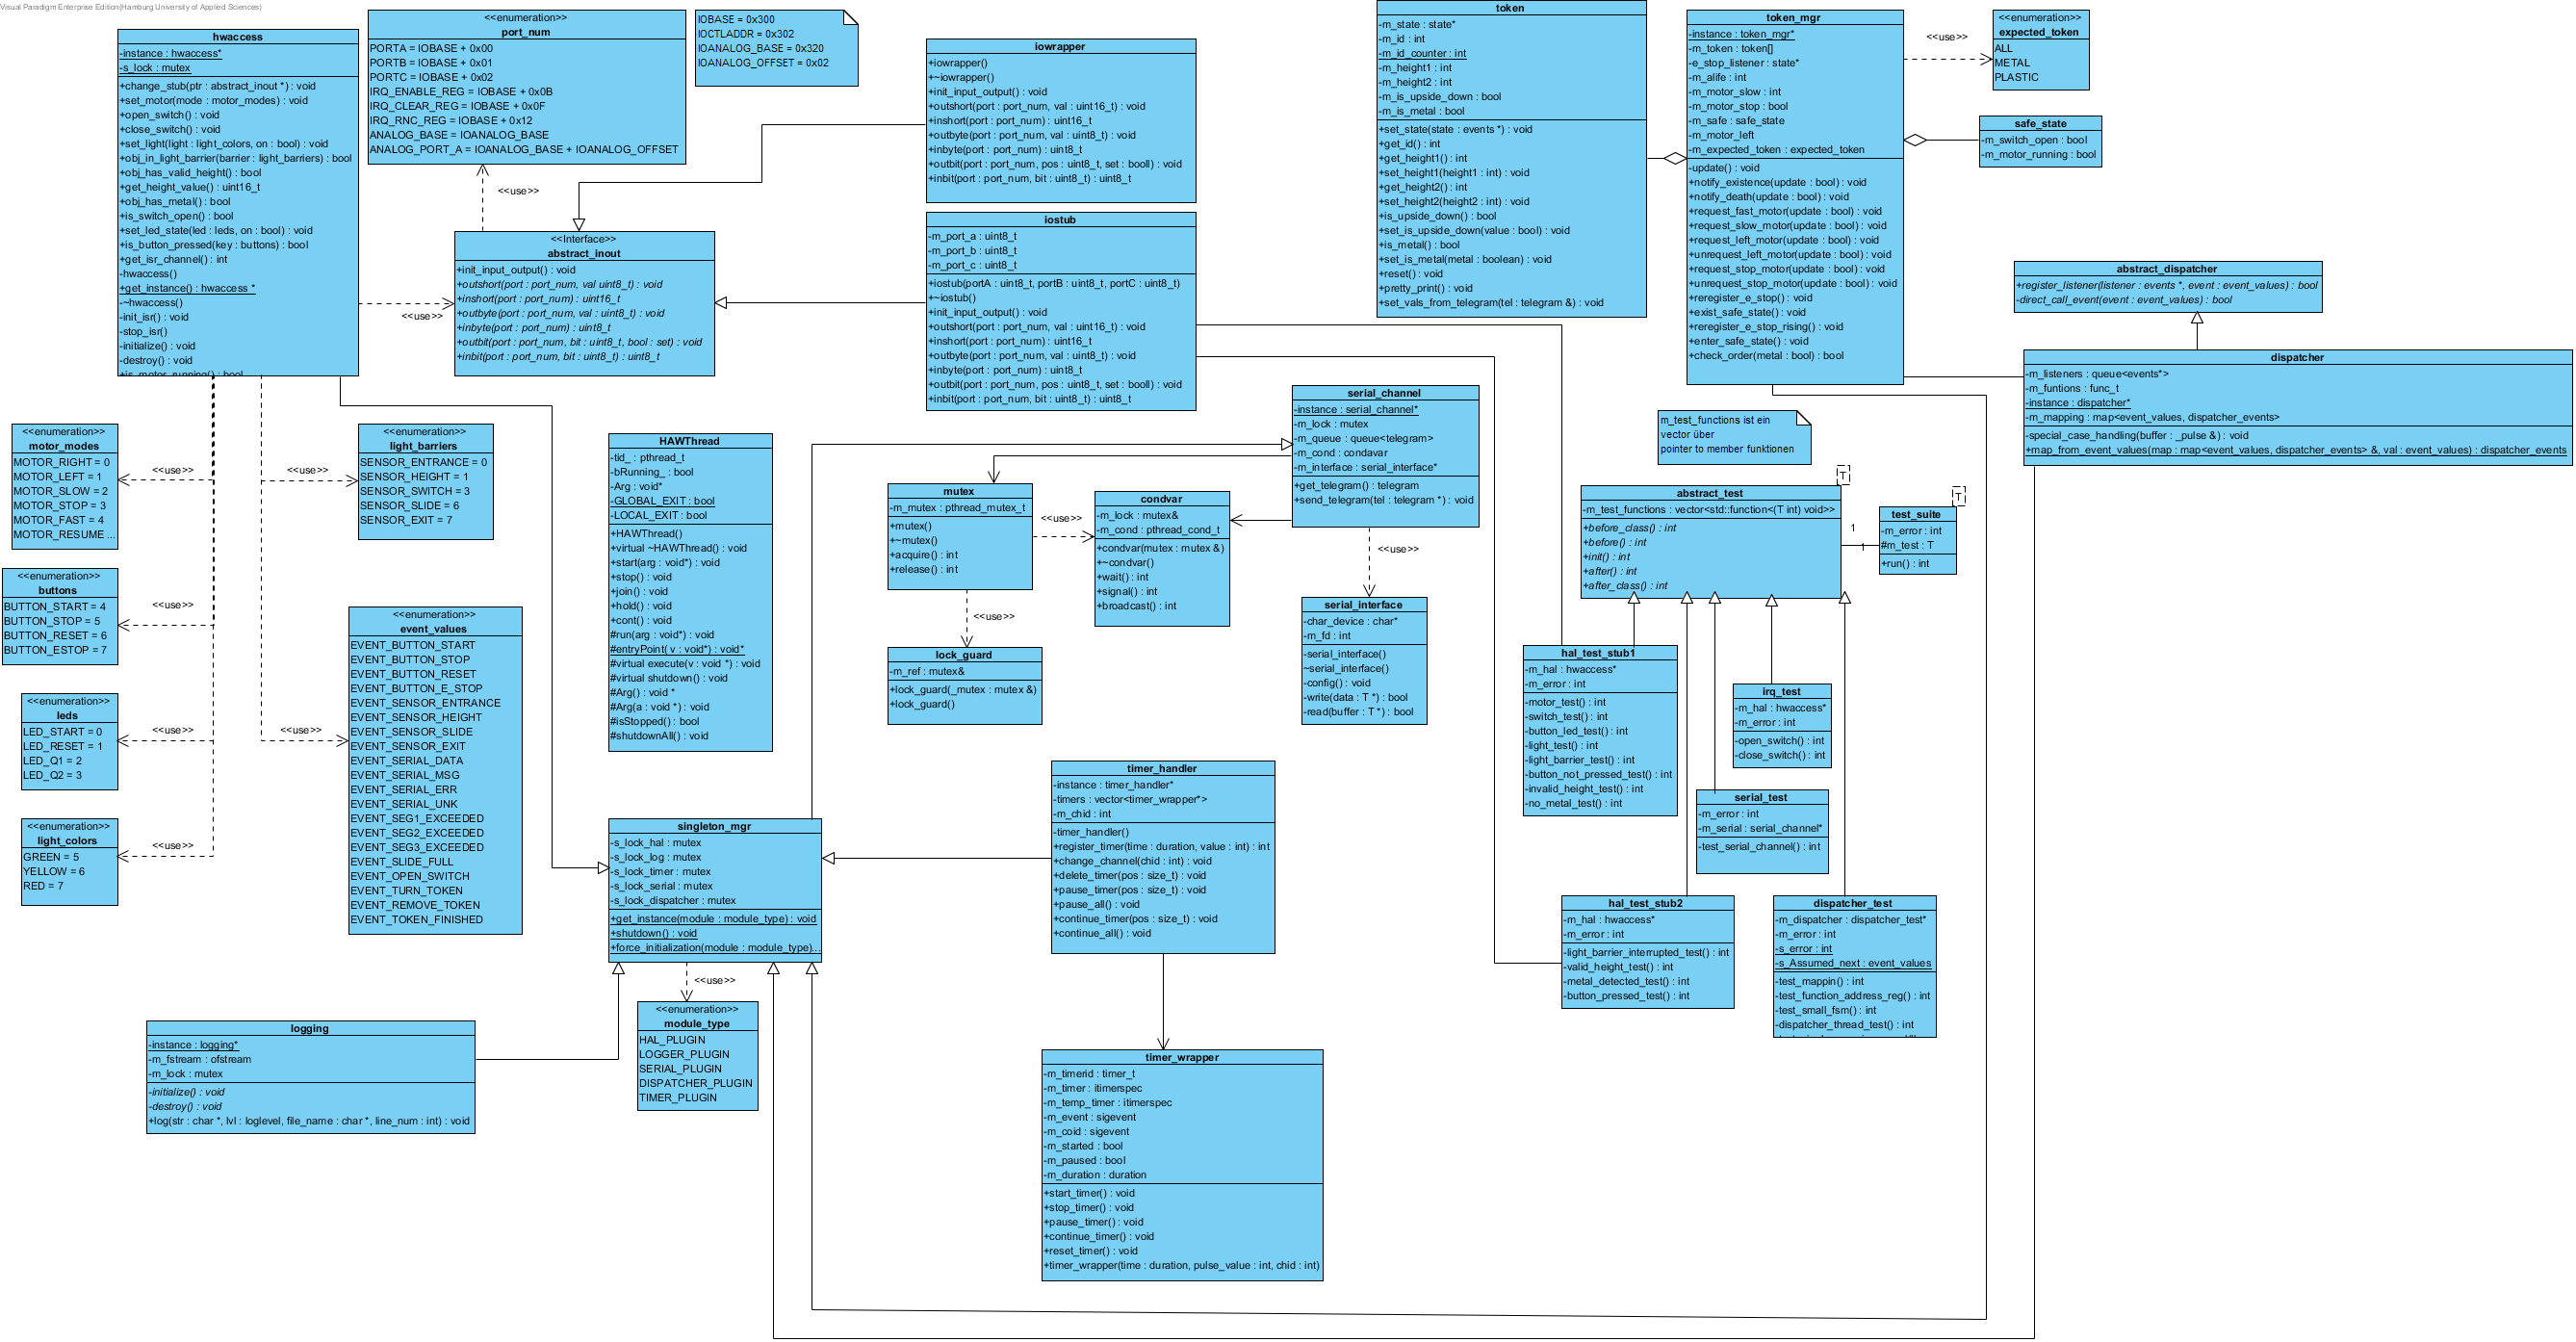 Visual Paradigm Enterprise Edition(Hamburg University of Applied Sciences)
hwaccess
-instance : hwaccess*
-s_lock : mutex
+change_stub(ptr : abstract_inout *) : void
+set_motor(mode : motor_modes) : void
+open_switch() : void
+close_switch() : void
+set_light(light : light_colors, on : bool) : void
+obj_in_light_barrier(barrier : light_barriers) : bool
+obj_has_valid_height() : bool
+get_height_value() : uint16_t
+obj_has_metal() : bool
+is_switch_open() : bool
+set_led_state(led : leds, on : bool) : void
+is_button_pressed(key : buttons) : bool
+get_isr_channel() : int
-hwaccess()
+get_instance() : hwaccess *
-~hwaccess()
-init_isr() : void
-stop_isr()
-initialize() : void
-destroy() : void
+is_motor_running() : bool
<<enumeration>>
port_num
PORTA = IOBASE + 0x00
PORTB = IOBASE + 0x01
PORTC = IOBASE + 0x02
IRQ_ENABLE_REG = IOBASE + 0x0B
IRQ_CLEAR_REG = IOBASE + 0x0F
IRQ_RNC_REG = IOBASE + 0x12
ANALOG_BASE = IOANALOG_BASE
ANALOG_PORT_A = IOANALOG_BASE + IOANALOG_OFFSET
IOBASE = 0x300
IOCTLADDR = 0x302
IOANALOG_BASE = 0x320
IOANALOG_OFFSET = 0x02
<<use>>
<<Interface>>
abstract_inout
+init_input_output() : void
+outshort(port : port_num, val uint8_t) : void
+inshort(port : port_num) : uint16_t
+outbyte(port : port_num, val : uint8_t) : void
+inbyte(port : port_num) : uint8_t
+outbit(port : port_num, bit : uint8_t, bool : set) : void
+inbit(port : port_num, bit : uint8_t) : uint8_t
<<use>>
iowrapper
+iowrapper()
+~iowrapper()
+init_input_output() : void
+outshort(port : port_num, val : uint16_t) : void
+inshort(port : port_num) : uint16_t
+outbyte(port : port_num, val : uint8_t) : void
+inbyte(port : port_num) : uint8_t
+outbit(port : port_num, pos : uint8_t, set : booll) : void
+inbit(port : port_num, bit : uint8_t) : uint8_t
iostub
-m_port_a : uint8_t
-m_port_b : uint8_t
-m_port_c : uint8_t
+iostub(portA : uint8_t, portB : uint8_t, portC : uint8_t)
+~iostub()
+init_input_output() : void
+outshort(port : port_num, val : uint16_t) : void
+inshort(port : port_num) : uint16_t
+outbyte(port : port_num, val : uint8_t) : void
+inbyte(port : port_num) : uint8_t
+outbit(port : port_num, pos : uint8_t, set : booll) : void
+inbit(port : port_num, bit : uint8_t) : uint8_t
token
-m_state : state*
-m_id : int
-m_id_counter : int
-m_height1 : int
-m_height2 : int
-m_is_upside_down : bool
-m_is_metal : bool
+set_state(state : events *) : void
+get_id() : int
+get_height1() : int
+set_height1(height1 : int) : void
+get_height2() : int
+set_height2(height2 : int) : void
+is_upside_down() : bool
+set_is_upside_down(value : bool) : void
+is_metal() : bool
+set_is_metal(metal : boolean) : void
+reset() : void
+pretty_print() : void
+set_vals_from_telegram(tel : telegram &) : void
token_mgr
-instance : token_mgr*
-m_token : token[]
-e_stop_listener : state*
-m_alife : int
-m_motor_slow : int
-m_motor_stop : bool
-m_safe : safe_state
-m_motor_left
-m_expected_token : expected_token
-update() : void
+notify_existence(update : bool) : void
+notify_death(update : bool) : void
+request_fast_motor(update : bool) : void
+request_slow_motor(update : bool) : void
+request_left_motor(update : bool) : void
+unrequest_left_motor(update : bool) : void
+request_stop_motor(update : bool) : void
+unrequest_stop_motor(update : bool) : void
+reregister_e_stop() : void
+exist_safe_state() : void
+reregister_e_stop_rising() : void
+enter_safe_state() : void
+check_order(metal : bool) : bool
<<use>>
<<enumeration>>
expected_token
ALL
METAL
PLASTIC
safe_state
-m_switch_open : bool
-m_motor_running : bool
abstract_dispatcher
+register_listener(listener : events *, event : event_values) : bool
-direct_call_event(event : event_values) : bool
dispatcher
-m_listeners : queue<events*>
-m_funtions : func_t
-instance : dispatcher*
-m_mapping : map<event_values, dispatcher_events>
-special_case_handling(buffer : _pulse &) : void
+map_from_event_values(map : map<event_values, dispatcher_events> &, val : event_values) : dispatcher_events
<<enumeration>>
motor_modes
MOTOR_RIGHT = 0
MOTOR_LEFT = 1
MOTOR_SLOW = 2
MOTOR_STOP = 3
MOTOR_FAST = 4
MOTOR_RESUME ...
<<use>>
<<use>>
<<enumeration>>
light_barriers
SENSOR_ENTRANCE = 0
SENSOR_HEIGHT = 1
SENSOR_SWITCH = 3
SENSOR_SLIDE = 6
SENSOR_EXIT = 7
<<enumeration>>
buttons
BUTTON_START = 4
BUTTON_STOP = 5
BUTTON_RESET = 6
BUTTON_ESTOP = 7
<<use>>
<<enumeration>>
leds
LED_START = 0
LED_RESET = 1
LED_Q1 = 2
LED_Q2 = 3
<<use>>
<<use>>
<<enumeration>>
light_colors
GREEN = 5
YELLOW = 6
RED = 7
<<use>>
<<enumeration>>
event_values
EVENT_BUTTON_START
EVENT_BUTTON_STOP
EVENT_BUTTON_RESET
EVENT_BUTTON_E_STOP
EVENT_SENSOR_ENTRANCE
EVENT_SENSOR_HEIGHT
EVENT_SENSOR_SLIDE
EVENT_SENSOR_EXIT
EVENT_SERIAL_DATA
EVENT_SERIAL_MSG
EVENT_SERIAL_ERR
EVENT_SERIAL_UNK
EVENT_SEG1_EXCEEDED
EVENT_SEG2_EXCEEDED
EVENT_SEG3_EXCEEDED
EVENT_SLIDE_FULL
EVENT_OPEN_SWITCH
EVENT_TURN_TOKEN
EVENT_REMOVE_TOKEN
EVENT_TOKEN_FINISHED
HAWThread
-tid_ : pthread_t
-bRunning_ : bool
-Arg : void*
-GLOBAL_EXIT : bool
-LOCAL_EXIT : bool
+HAWThread()
+virtual ~HAWThread() : void
+start(arg : void*) : void
+stop() : void
+join() : void
+hold() : void
+cont() : void
#run(arg : void*) : void
#entryPoint( v : void*) : void*
#virtual execute(v : void *) : void
#virtual shutdown() : void
#Arg() : void *
#Arg(a : void *) : void
#isStopped() : bool
#shutdownAll() : void
mutex
-m_mutex : pthread_mutex_t
+mutex()
+~mutex()
+acquire() : int
+release() : int
<<use>>
<<use>>
condvar
-m_lock : mutex&
-m_cond : pthread_cond_t
+condvar(mutex : mutex &)
+~condvar()
+wait() : int
+signal() : int
+broadcast() : int
lock_guard
-m_ref : mutex&
+lock_guard(_mutex : mutex &)
+lock_guard()
serial_channel
-instance : serial_channel*
-m_lock : mutex
-m_queue : queue<telegram>
-m_cond : condavar
-m_interface : serial_interface*
+get_telegram() : telegram
+send_telegram(tel : telegram *) : void
<<use>>
serial_interface
-char_device : char*
-m_fd : int
-serial_interface()
~serial_interface()
-config() : void
-write(data : T *) : bool
-read(buffer : T *) : bool
m_test_functions ist ein
vector über
pointer to member funktionen
T
abstract_test
-m_test_functions : vector<std::function<(T int) void>>
+before_class() : int
+before() : int
+init() : int
+after() : int
+after_class() : int
1
1
T
test_suite
-m_error : int
#m_test : T
+run() : int
hal_test_stub1
-m_hal : hwaccess*
-m_error : int
-motor_test() : int
-switch_test() : int
-button_led_test() : int
-light_test() : int
-light_barrier_test() : int
-button_not_pressed_test() : int
-invalid_height_test() : int
-no_metal_test() : int
irq_test
-m_hal : hwaccess*
-m_error : int
-open_switch() : int
-close_switch() : int
serial_test
-m_error : int
-m_serial : serial_channel*
-test_serial_channel() : int
hal_test_stub2
-m_hal : hwaccess*
-m_error : int
-light_barrier_interrupted_test() : int
-valid_height_test() : int
-metal_detected_test() : int
-button_pressed_test() : int
dispatcher_test
-m_dispatcher : dispatcher_test*
-m_error : int
-s_error : int
-s_Assumed_next : event_values
-test_mappin() : int
-test_function_address_reg() : int
-test_small_fsm() : int
-dispatcher_thread_test() : int
singleton_mgr
-s_lock_hal : mutex
-s_lock_log : mutex
-s_lock_timer : mutex
-s_lock_serial : mutex
-s_lock_dispatcher : mutex
+get_instance(module : module_type) : void
+shutdown() : void
+force_initialization(module : module_type)...
<<use>>
<<enumeration>>
module_type
HAL_PLUGIN
LOGGER_PLUGIN
SERIAL_PLUGIN
DISPATCHER_PLUGIN
TIMER_PLUGIN
timer_handler
-instance : timer_handler*
-timers : vector<timer_wrapper*>
-m_chid : int
-timer_handler()
+register_timer(time : duration, value : int) : int
+change_channel(chid : int) : void
+delete_timer(pos : size_t) : void
+pause_timer(pos : size_t) : void
+pause_all() : void
+continue_timer(pos : size_t) : void
+continue_all() : void
timer_wrapper
-m_timerid : timer_t
-m_timer : itimerspec
-m_temp_timer : itimerspec
-m_event : sigevent
-m_coid : sigevent
-m_started : bool
-m_paused : bool
-m_duration : duration
+start_timer() : void
+stop_timer() : void
+pause_timer() : void
+continue_timer() : void
+reset_timer() : void
+timer_wrapper(time : duration, pulse_value : int, chid : int)
logging
-instance : logging*
-m_fstream : ofstream
-m_lock : mutex
-initialize() : void
-destroy() : void
+log(str : char *, lvl : loglevel, file_name : char *, line_num : int) : void